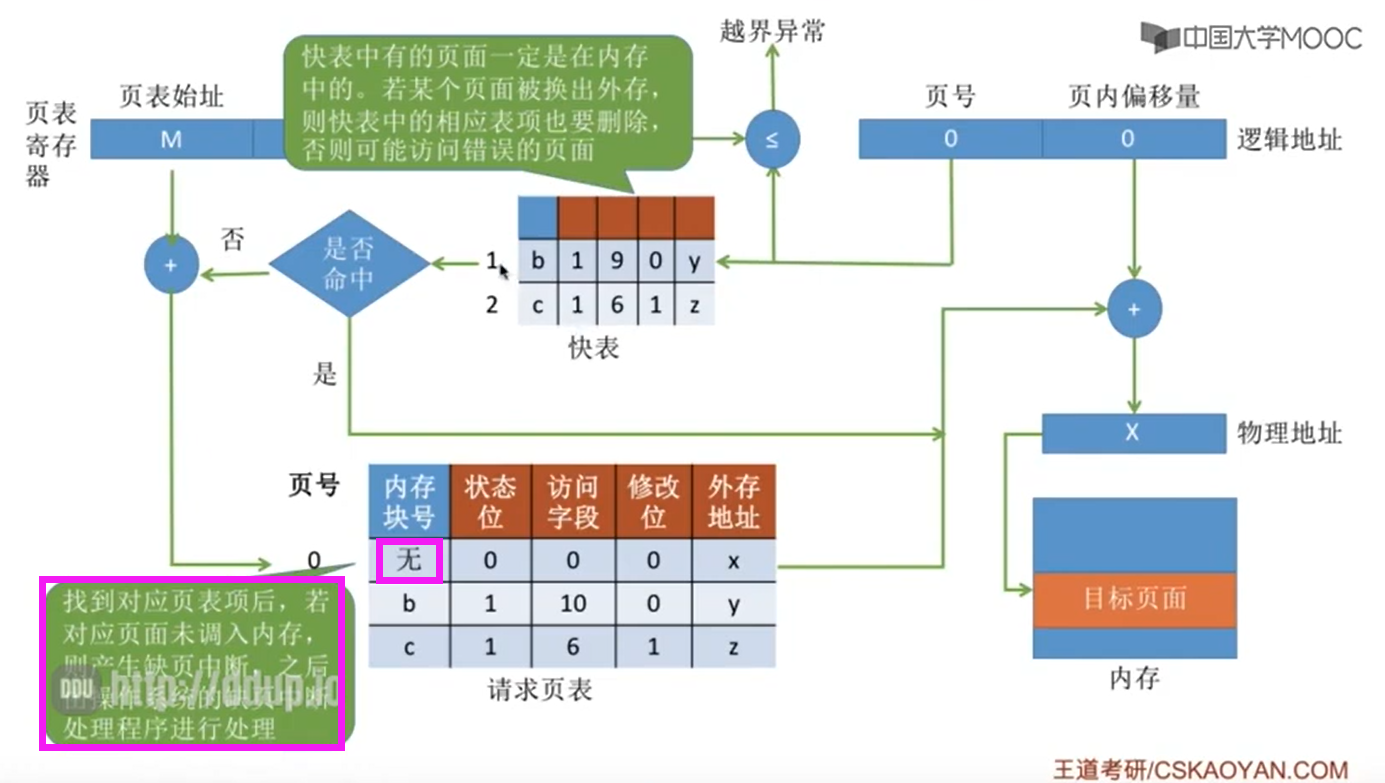 中国大学MOOC
越界异常
快表中有的页面一定是在内存
中的。若某个页面被换出外存，
则快表中的相应表项也要删除，
否则可能访问错误的页面
页表
寄存
器
页表始址
M
≤
页号 页内偏移量
0 0
逻辑地址
+
否
是否
命中
是
1 b 1 9 0 y
2 c 1 6 1 z
快表
+
X
物理地址
页号
内存
块号
状态
位
访问
字段
修改
位
外存
地址
0 无 0 0 0 x
b 1 10 0 y
c 1 6 1 z
请求页表
找到对应页表项后，若
对应页面未调入内存，
则产生缺页中断，之后
操作系统的缺页中断
处理程序进行处理
DDU http://ddup.
目标页面
内存
王道考研/CSKAOYAN.COM